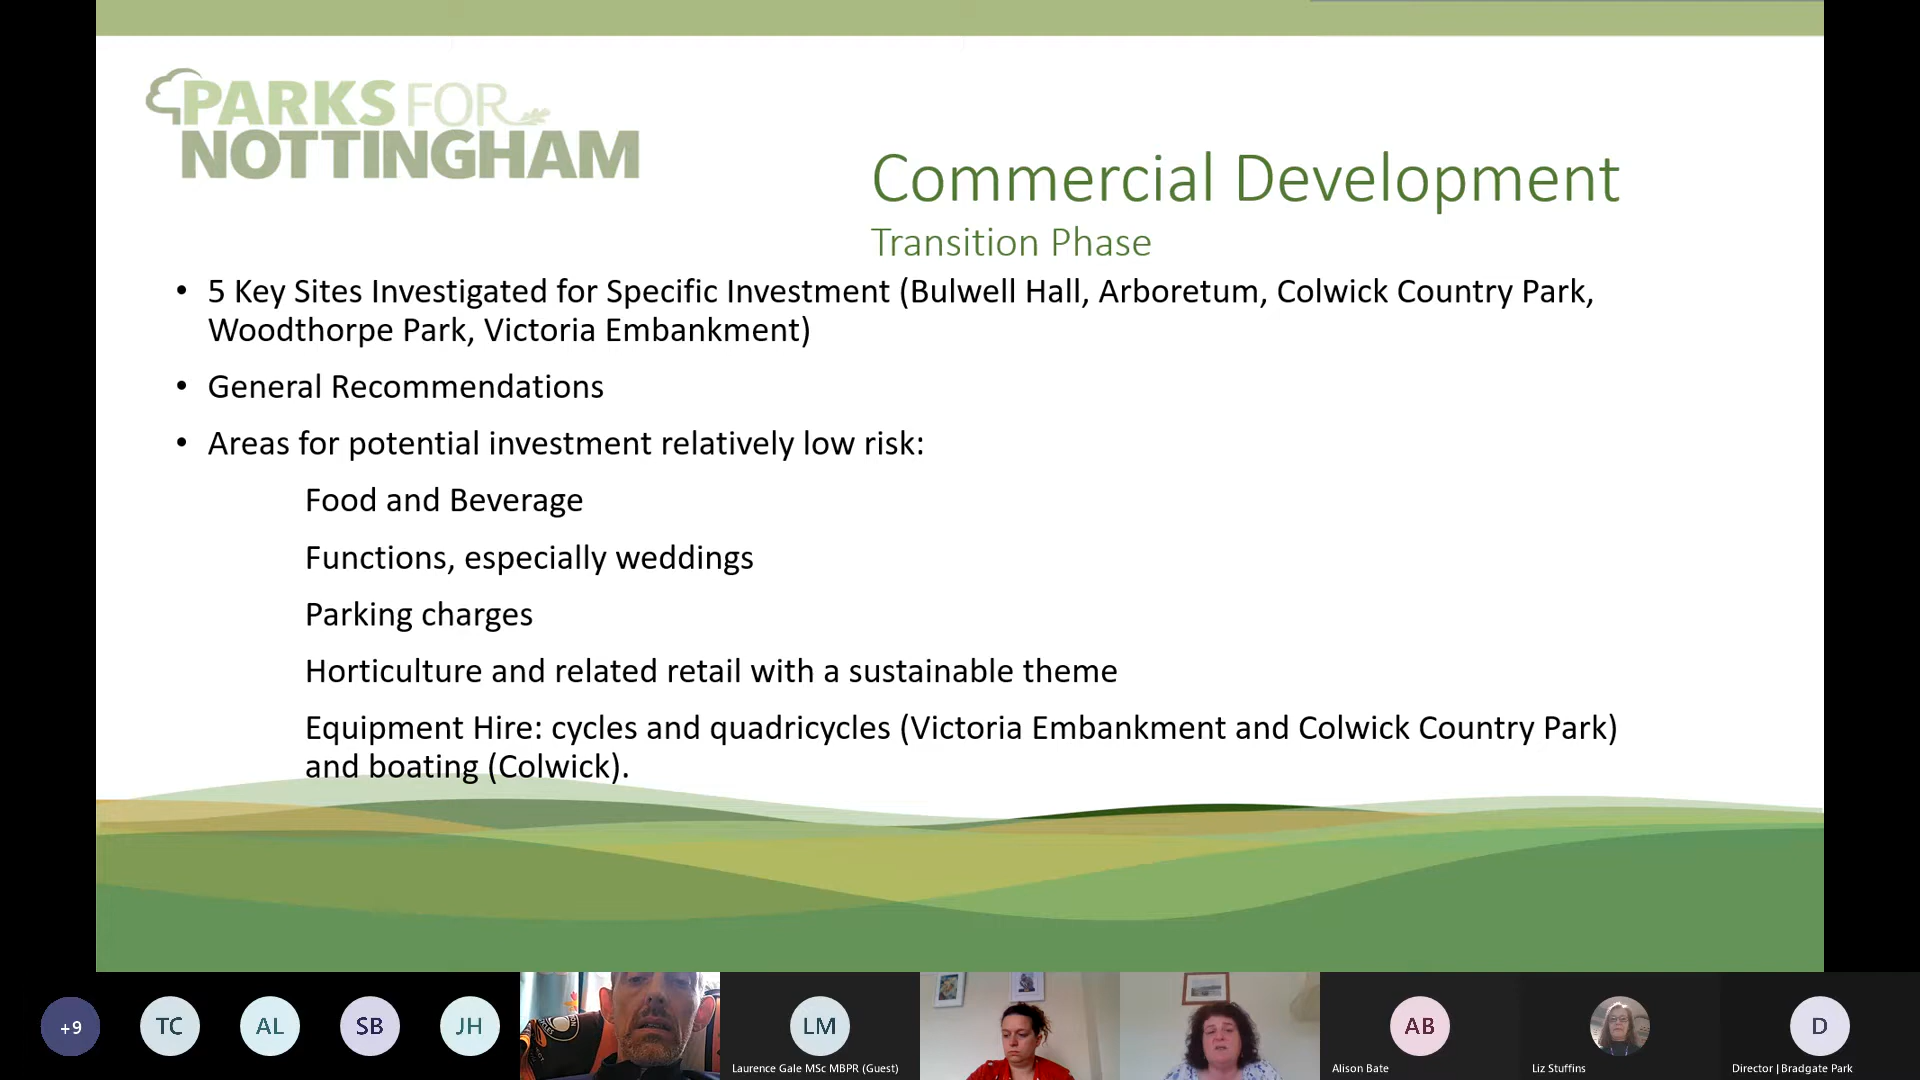 PARKS FOR
NOTTINGHAM
Commercial Development
Transition Phase
• 5 Key Sites Investigated for Specific Investment (Bulwell Hall, Arboretum, Colwick Country Park,
Woodthorpe Park, Victoria Embankment)
• General Recommendations
• Areas for potential investment relatively low risk:
Food and Beverage
Functions, especially weddings
Parking charges
Horticulture and related retail with a sustainable theme
Equipment Hire: cycles and quadricycles (Victoria Embankment and Colwick Country Park)
and boating (Colwick).
+9
TC
AL
SB
JH
LM
Laurence Gale MSc MBPR (Guest)
AB
Alison Bate
Liz Stuffins
D
Director | Bradgate Park